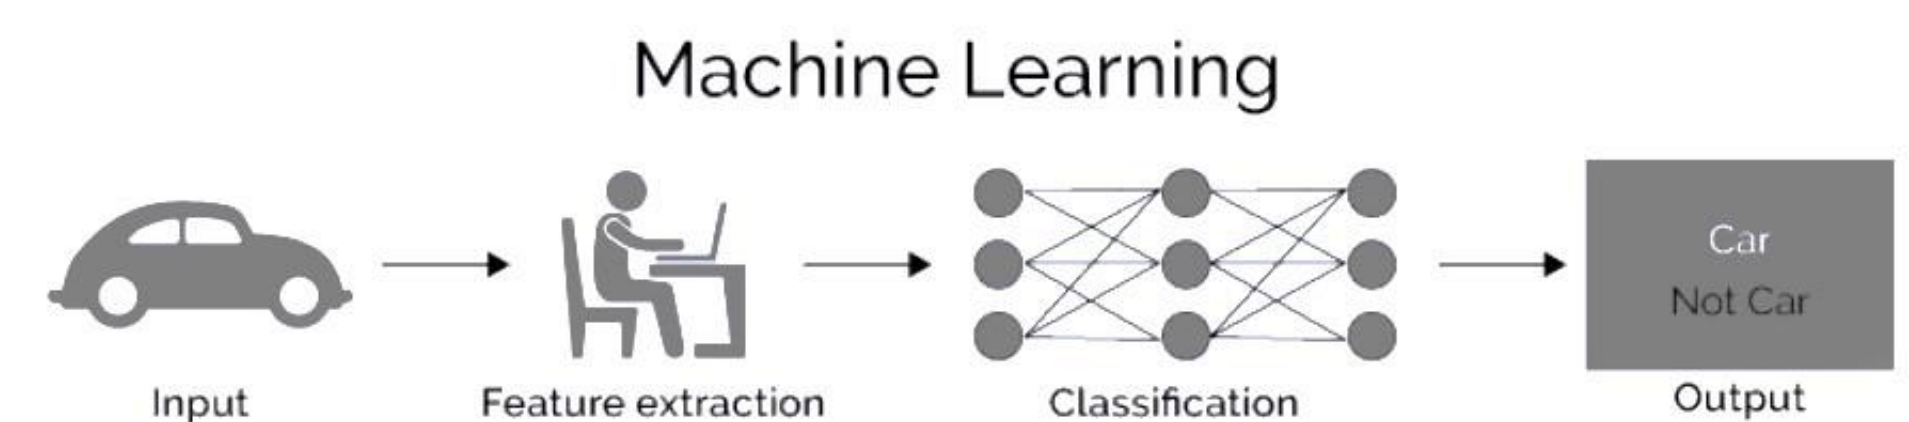 Machine Learning
Car
Not Car
Input
Feature extraction
Classification
Output